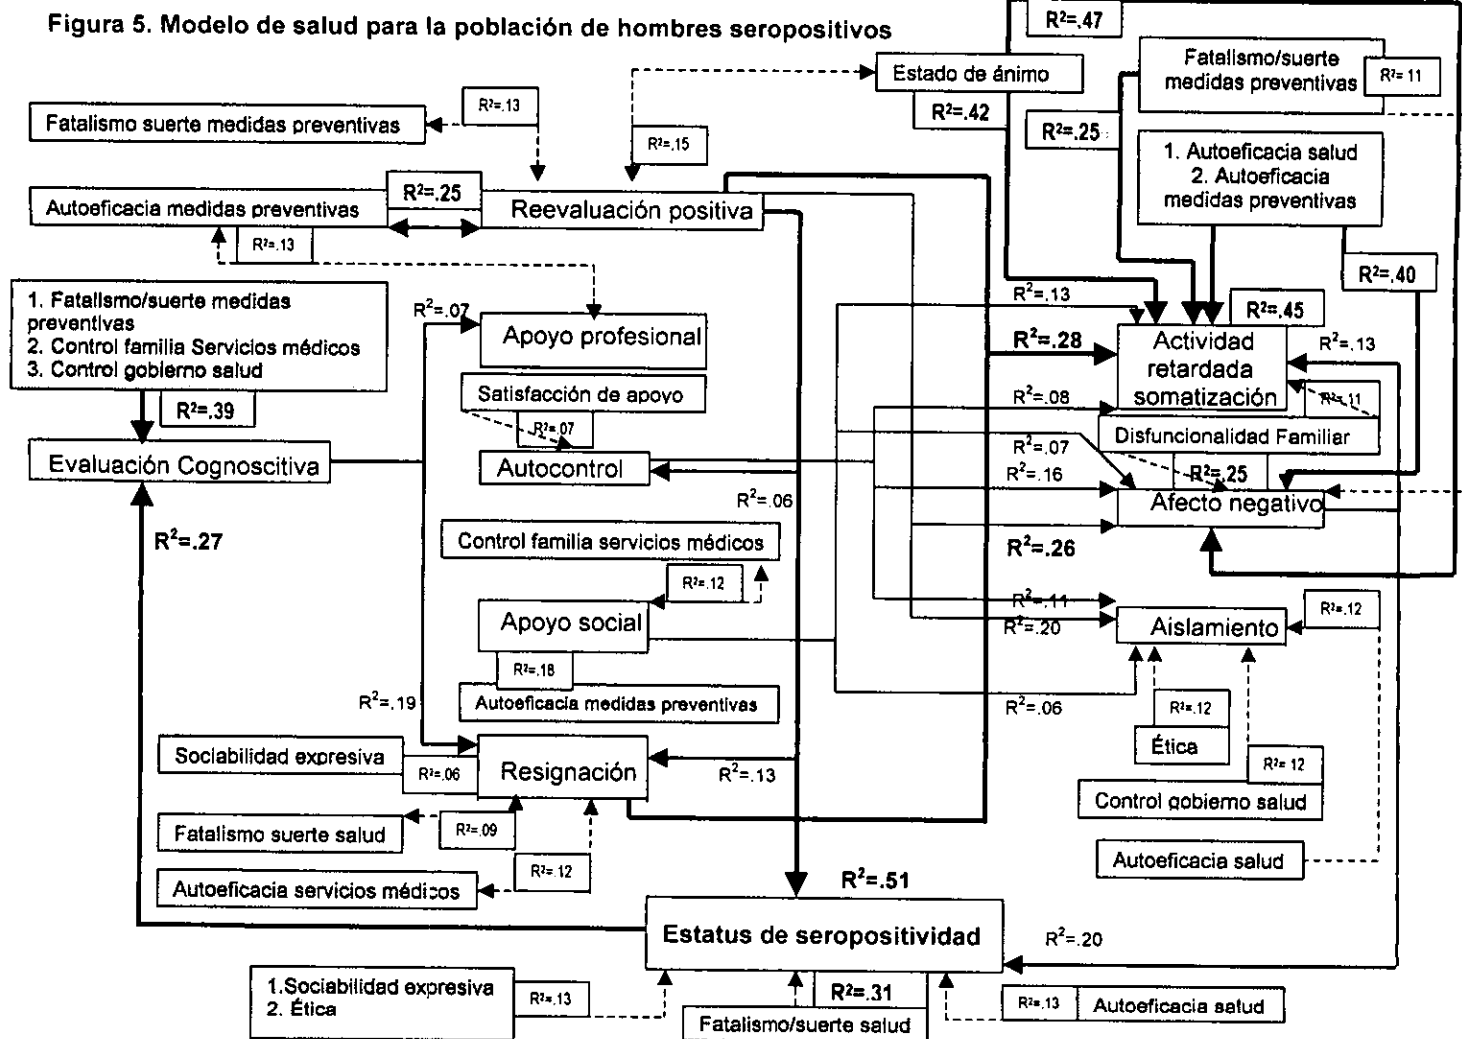 Figura 5. Modelo de salud para la población de hombres seropositivos
R²=.47
Estado de ánimo
R²=.42
Fatalismo/suerte
medidas
preventivas
R²= 11
R²=.25
R²=.13
Fatalismo suerte medidas preventivas
R²=.15
1. Autoeficacia salud
2. Autoeficacia
medidas
preventivas
R²=.25
Autoeficacia medidas preventivas
Reevaluación positiva
R²=.13
R²=.40
1. Fatalismo/suerte medidas
preventivas
2. Control familia Servicios médicos
3. Control gobierno salud
R²=.39
R²=.07
Apoyo profesional
R²=.13
R²=.45
R²=.28
Actividad
retardada
somatización
R²=.13
Satisfacción de apoyo
R²=.07
R²=.08
R²=.11
Disfuncionalidad Familiar
Evaluación Cognoscitiva
Autocontrol
R²=.07
R²=.06
R²=.16
R²=.25
Afecto negativo
R²=.27
Control familia servicios médicos
R²=.26
R²=.12
Apoyo social
R²=.11
R²=.20
Aislamiento
R²=.12
R²=.18
Autoeficacia medidas preventivas
R²=.19
R²=.06
R²=.12
Ética
Sociabilidad expresiva
R²=.06
Resignación
R²=.13
R²= 12
Control gobierno salud
Fatalismo suerte salud
R²=.09
Autoeficacia salud
Autoeficacia servicios médicos
R²=.12
R²=.51
Estatus de seropositividad
R²=.20
1.Sociabilidad expresiva
2. Ética
R²=.13
R²=.31
Fatalismo/suerte salud
R²=.13
Autoeficacia salud